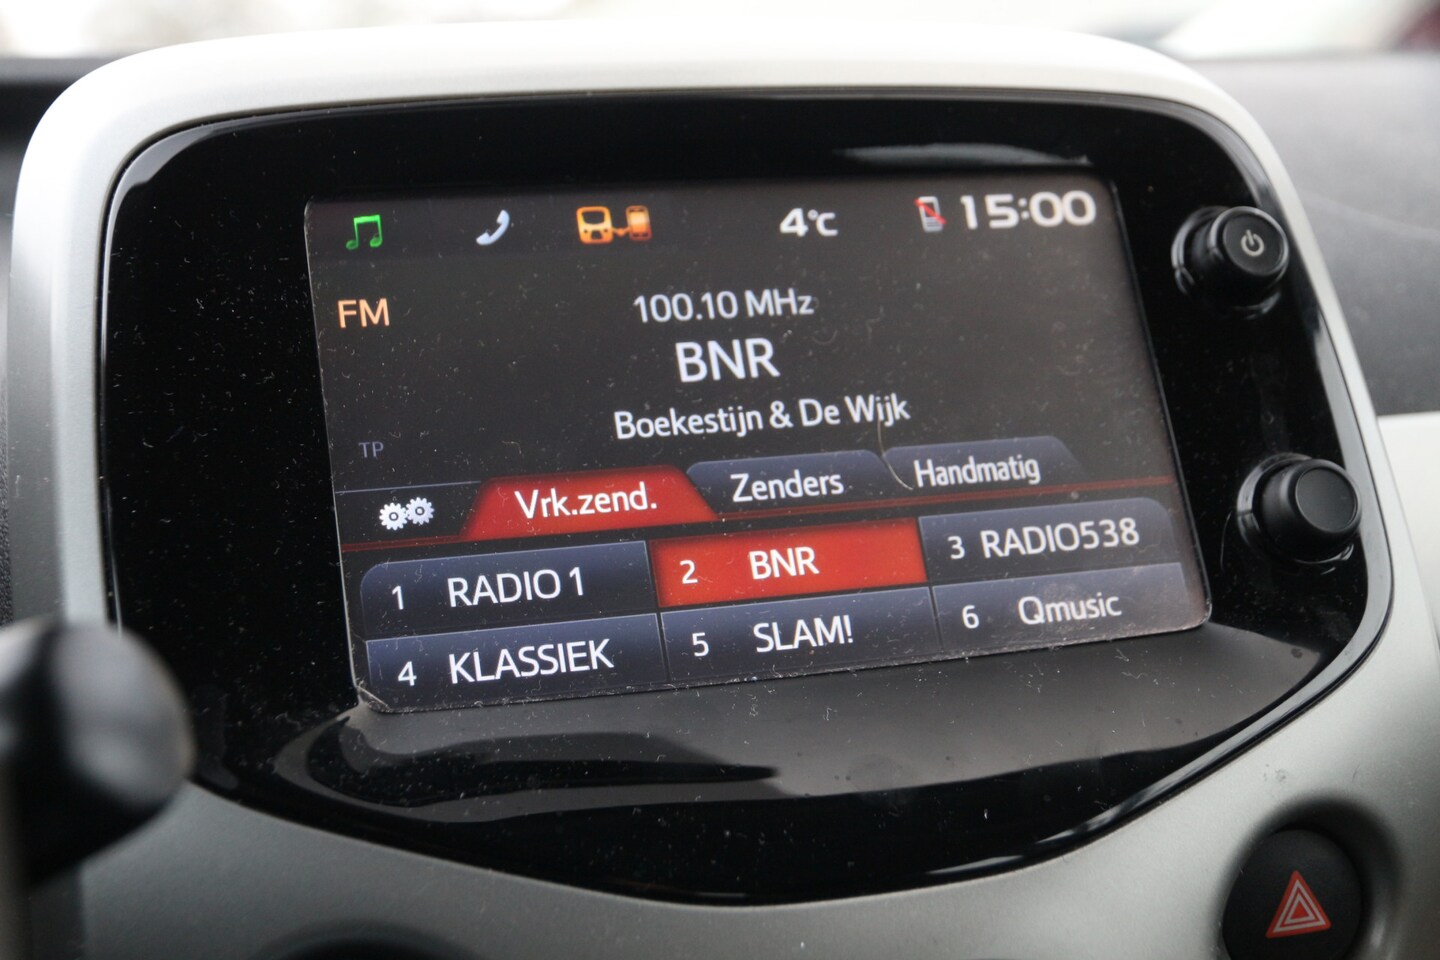 4°C 15:00
FM 100.10 MHz
BNR
Boekestijn & De Wijk
TP
Vrk.zend. Zenders Handmatig
1 RADIO 1 2 BNR 3 RADIO538
4 KLASSIEK 5 SLAM! 6 Qmusic